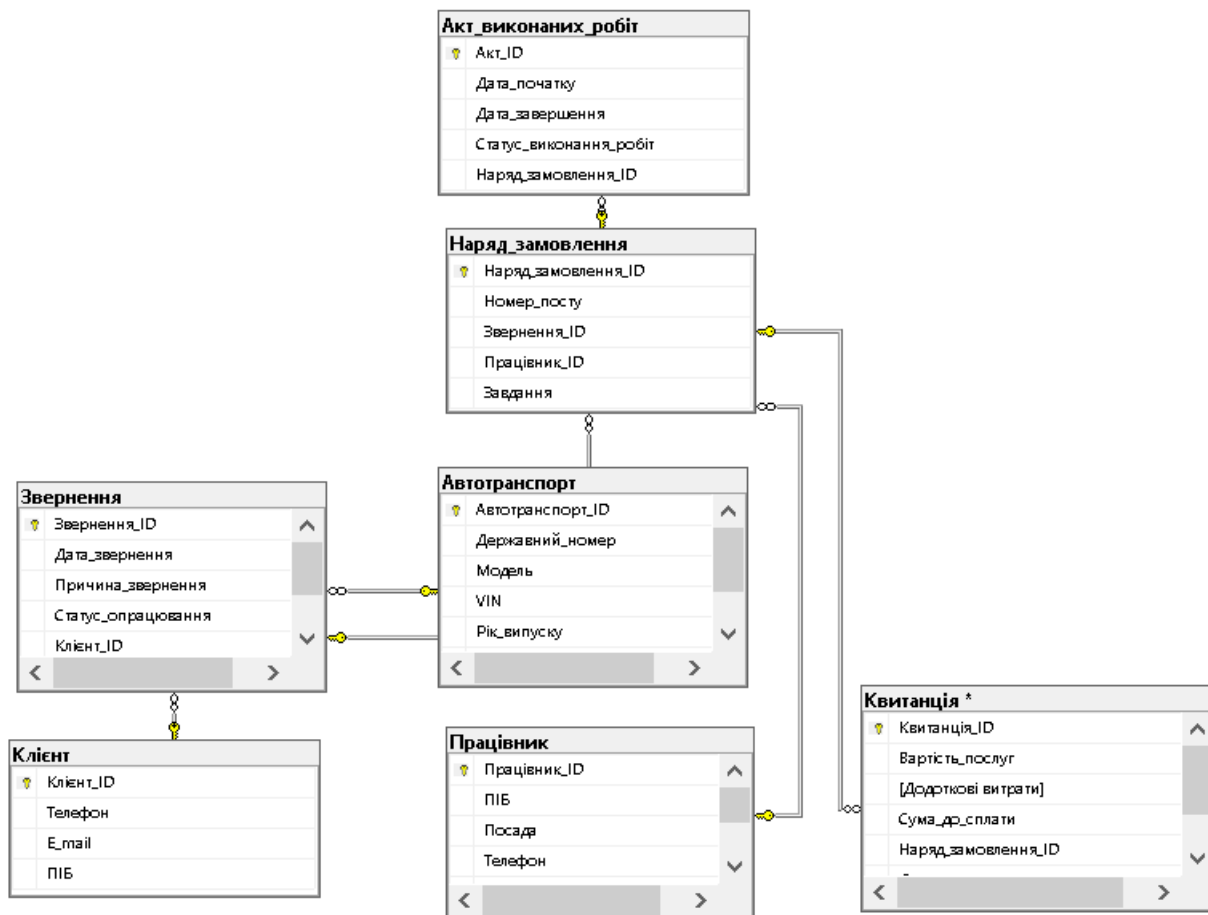 Акт_виконаних_робіт
Акт_ID
Дата_початку
Дата_завершення
Статус_виконання_робіт
Наряд_замовлення_ID
Наряд_замовлення
Наряд_замовлення_ID
Номер_посту
Звернення_ID
Працівник_ID
Завдання
Звернення
Звернення_ID
Дата_звернення
Причина_звернення
Статус_опрацювання
Клієнт_ID
Автотранспорт
Автотранспорт_ID
Державний_номер
Модель
VIN
Рік_випуску
Клієнт
Клієнт_ID
Телефон
E_mail
ПІБ
Працівник
Працівник_ID
ПІБ
Посада
Телефон
Квитанція *
Квитанція_ID
Вартість_послуг
[Додоткові витрати]
Сума_до_сплати
Наряд_замовлення_ID